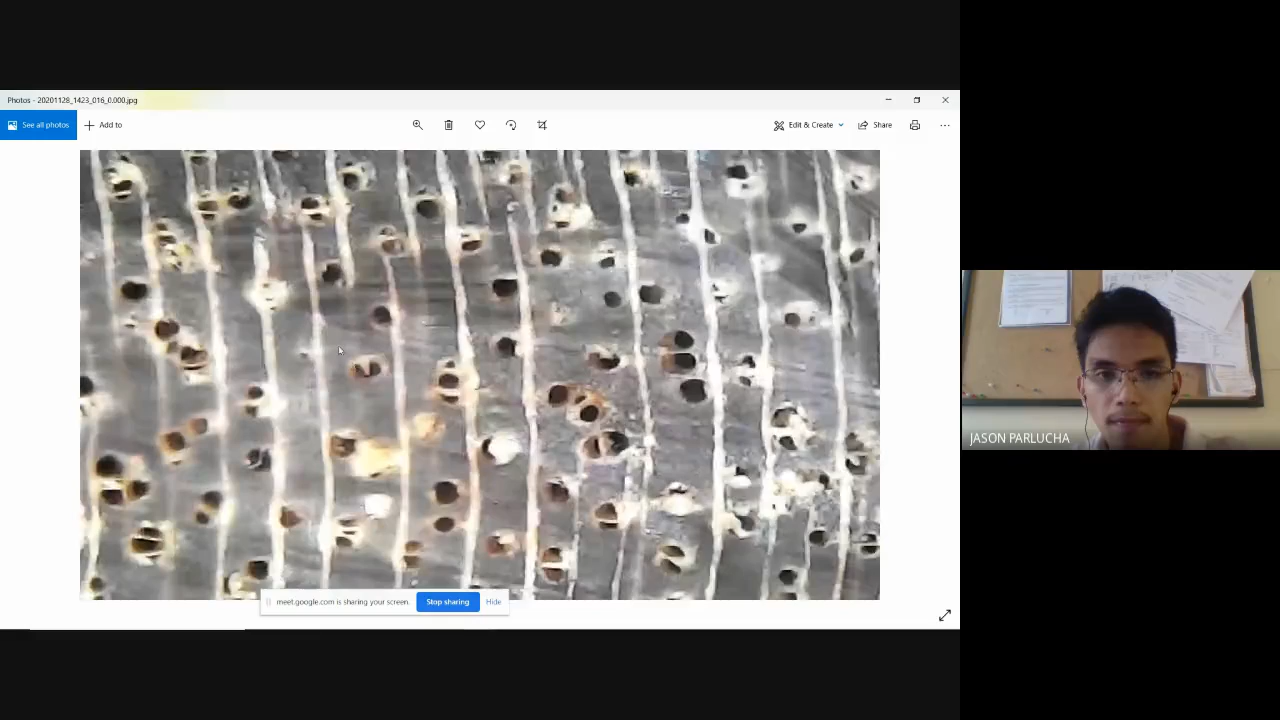 Photos - 20201128_1423_016_0.000.jpg
See all photos
Add to
Edit & Create
Share
meet.google.com is sharing your screen.
Stop sharing
Hide
JASON PARLUCHA